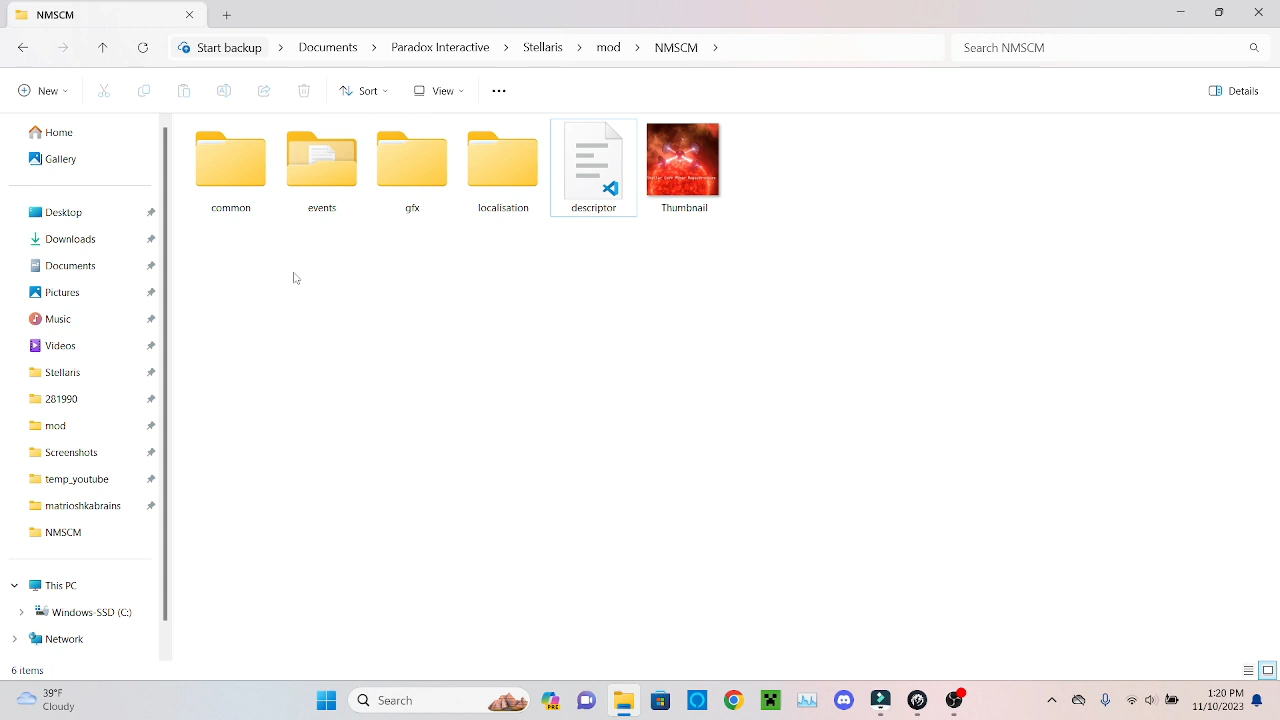 NMSCM
Start backup > Documents > Paradox Interactive > Stellaris > mod > NMSCM >
Search NMSCM
New
Sort
View
Details
Home
Gallery
Desktop
Downloads
Documents
Pictures
Music
Videos
Stellaris
281990
mod
Screenshots
temp_youtube
matrioshkabrains
NMSCM
This PC
Windows-SSD (C:)
Network
common
events
gfx
localisation
descriptor
Thumbnail
6 items
39°F
Clear
Search
PRE
1:20 PM
11/10/2023